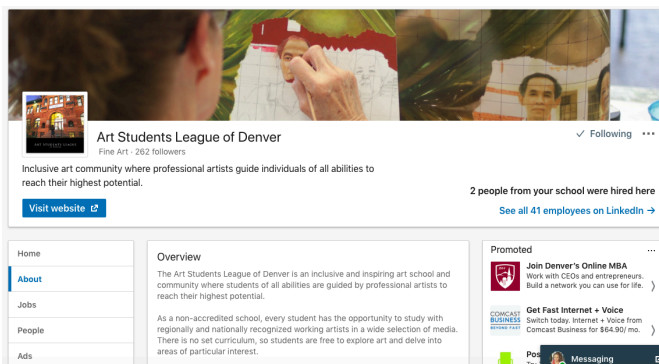 ART STUDENTS LEAGUE
Art Students League of Denver
Fine Art · 262 followers
✓ Following ···
Inclusive art community where professional artists guide individuals of all abilities to
reach their highest potential.
Visit website
2 people from your school were hired here
See all 41 employees on LinkedIn →
Home
About
Jobs
People
Ads
Overview
The Art Students League of Denver is an inclusive and inspiring art school and
community where students of all abilities are guided by professional artists to
reach their highest potential.
As a non-accredited school, every student has the opportunity to study with
regionally and nationally recognized working artists in a wide selection of media.
There is no set curriculum, so students are free to explore art and delve into
areas of particular interest.
Promoted ···
Join Denver's Online MBA
Work with CEOs and entrepreneurs.
Build a network you can use for life.
COMCAST
BUSINESS
BEYOND FAST
Get Fast Internet + Voice
Switch today. Internet + Voice from
Comcast Business for $64.90/ mo.
Pos
Messaging